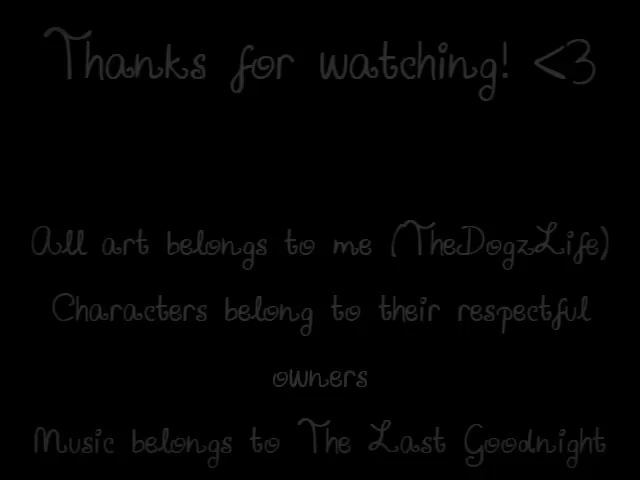 Thanks for watching! <3
All art belongs to me (TheDogzLife)
Characters belong to their respectful
owners
Music belongs to The Last Goodnight